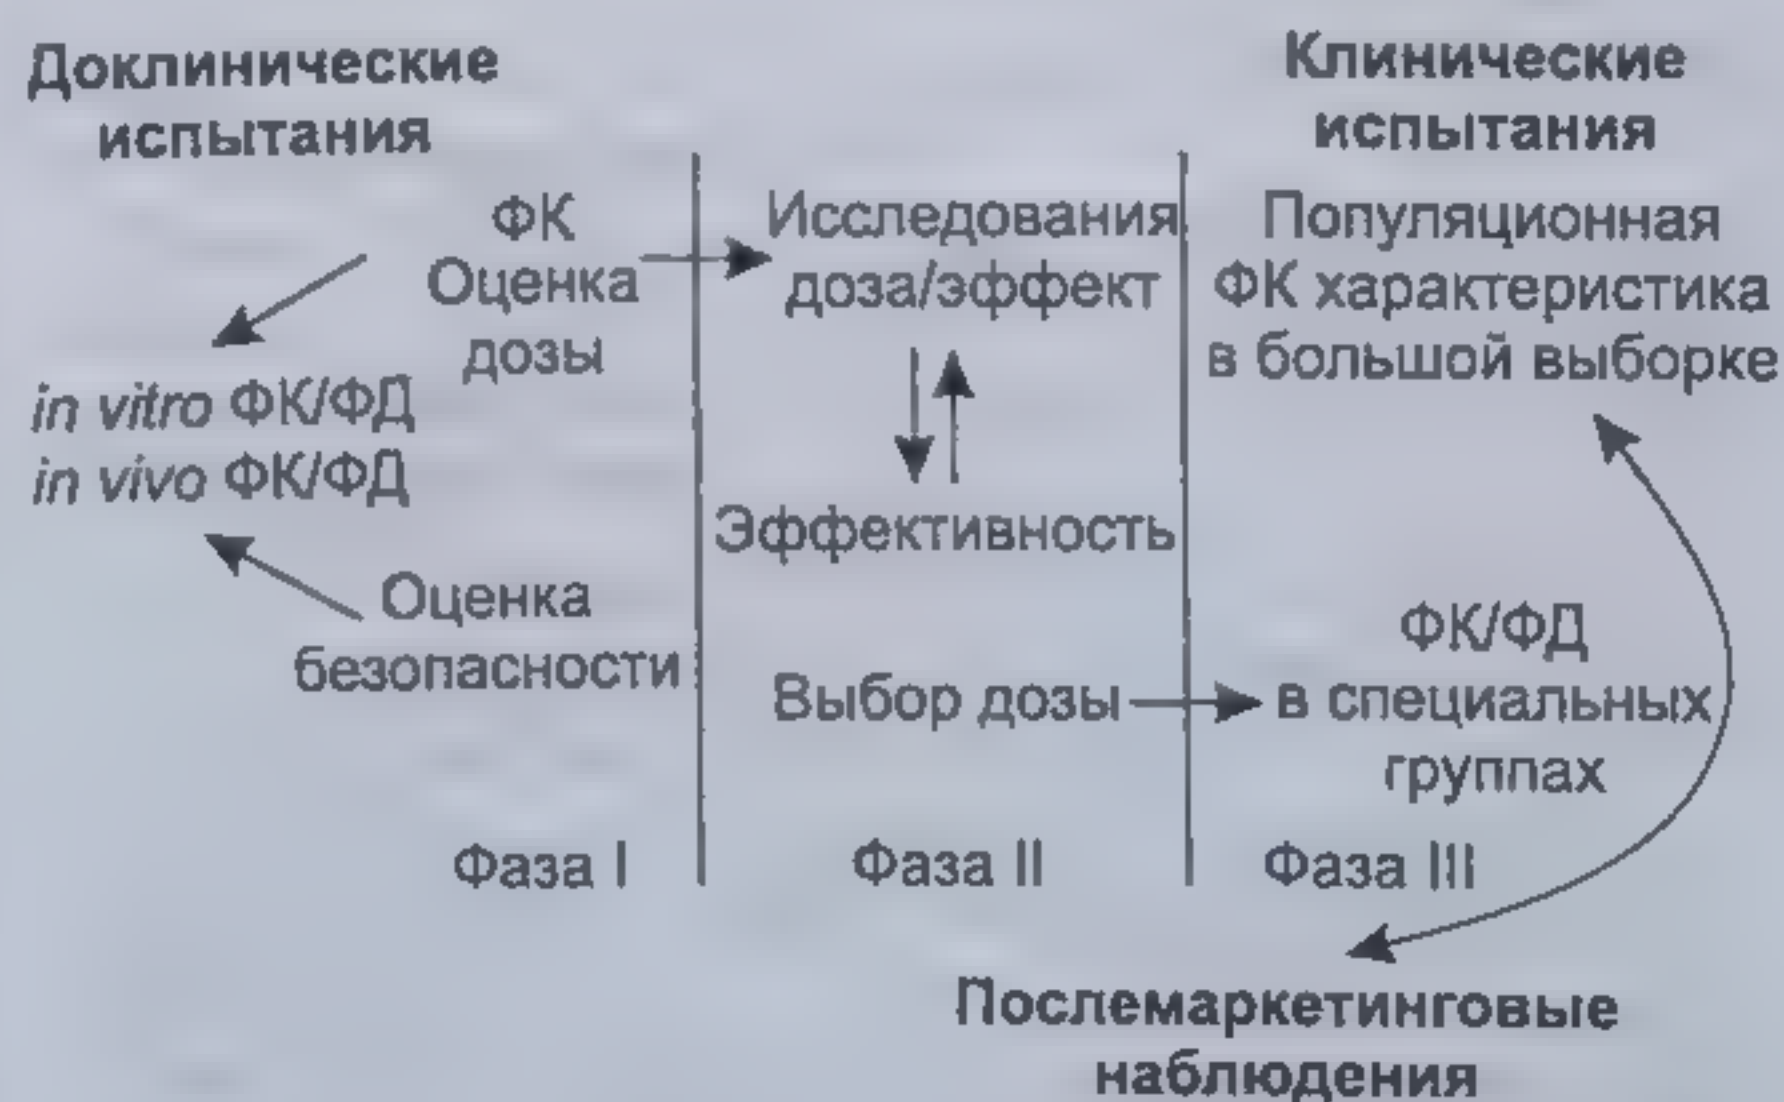 Доклинические
испытания
ФК
Оценка
дозы
in vitro ФК/ФД
in vivo ФК/ФД
Оценка
безопасности
Фаза I
Исследования
доза/эффект
Эффективность
Выбор дозы
Фаза II
Клинические
испытания
Популяционная
ФК характеристика
в большой выборке
ФК/ФД
в специальных
группах
Фаза III
Послемаркетинговые
наблюдения